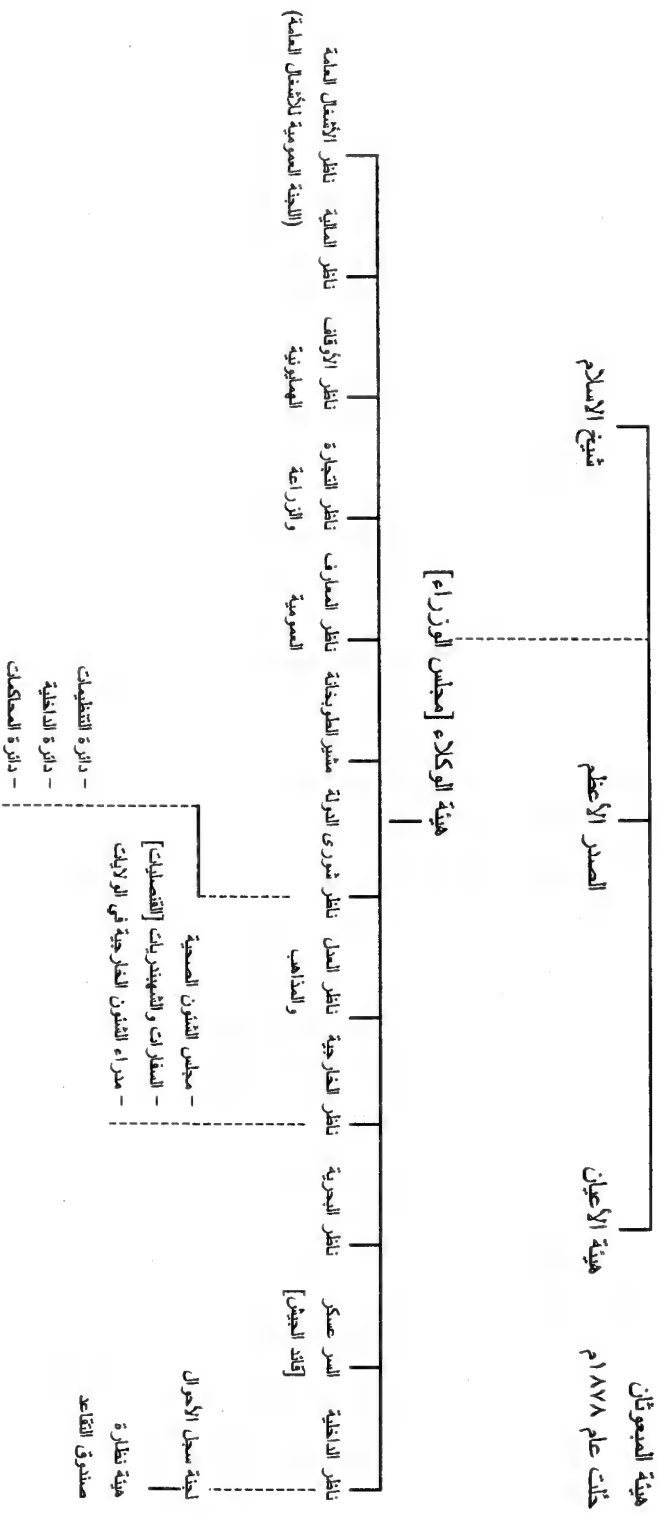 هيئة المبعوثان
حُلت عام ١٨٧٨م
هيئة الأعيان
الصدر الأعظم
شيخ الاسلام
هيئة الوكلاء [مجلس الوزراء]
ناظر الداخلية
السر عسكر
[قائد الجيش]
ناظر البحرية
ناظر الخارجية
ناظر العدل
والمذاهب
ناظر شورى الدولة
مشير الطوبخانة
ناظر المعارف
العمومية
ناظر التجارة
والزراعة
ناظر الأوقاف
الهمايونية
ناظر المالية
ناظر الأشغال العامة
(اللجنة العمومية للأشغال العامة)
لجنة سجل الأحوال
هيئة نظارة
صندوق التقاعد
- مجلس الشئون الصحية
- السفارات والشهبندريات [القنصليات]
- مدراء الشئون الخارجية في الولايات
- دائرة التنظيمات
- دائرة الداخلية
- دائرة المحاكمات